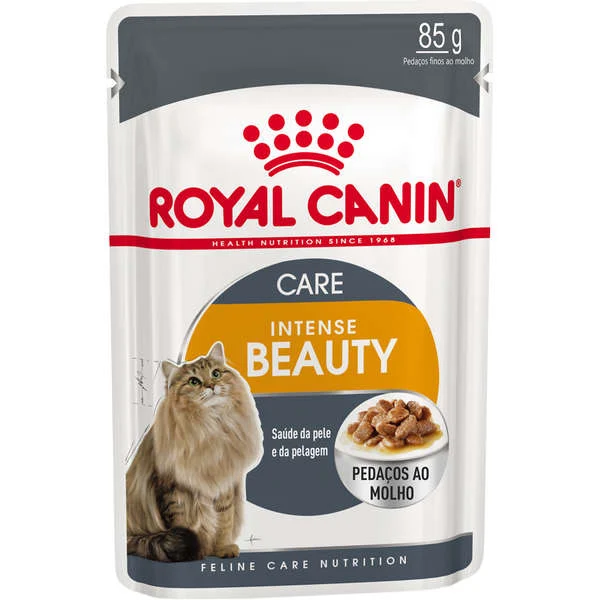 85 g
Pedaços finos ao molho
ROYAL CANIN®
HEALTH NUTRITION SINCE 1968
CARE
INTENSE
BEAUTY
Saúde da pele
e da pelagem
PEDAÇOS AO
MOLHO
FELINE CARE NUTRITION